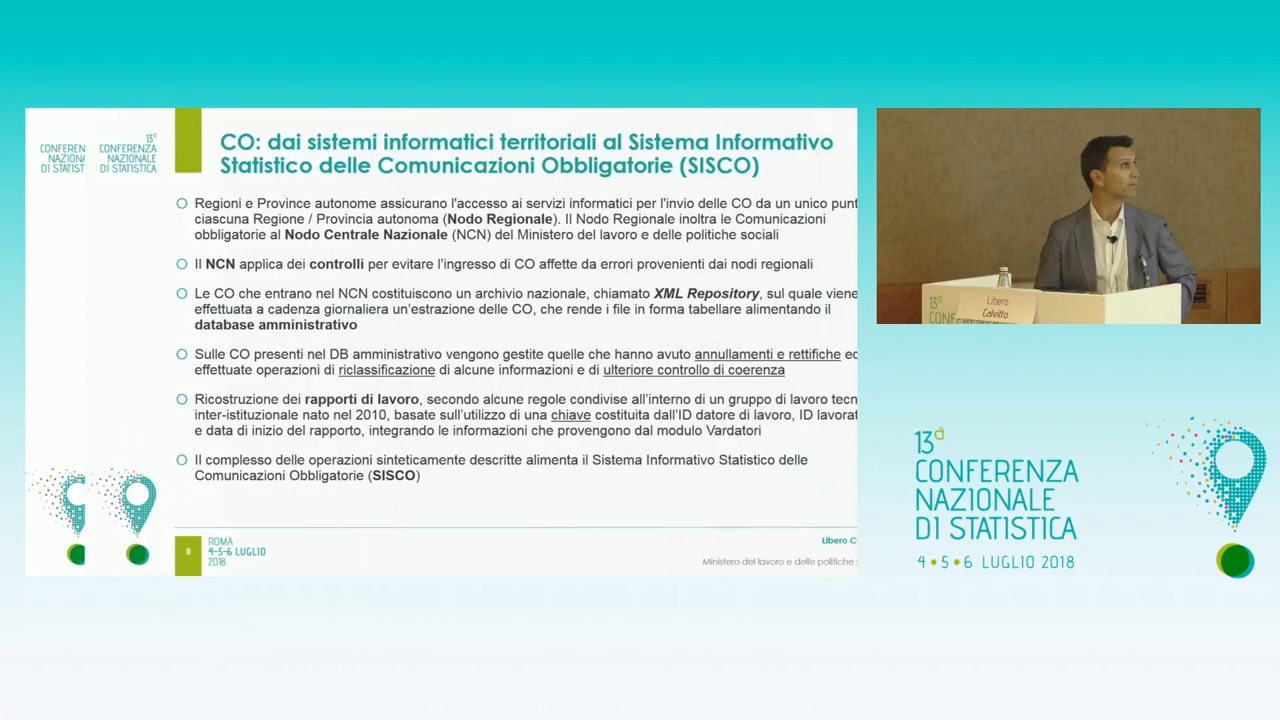 CONFEREN
NAZION
DI STATIST
13ª
CONFERENZA
NAZIONALE
DI STATISTICA
CO: dai sistemi informatici territoriali al Sistema Informativo
Statistico delle Comunicazioni Obbligatorie (SISCO)
Regioni e Province autonome assicurano l'accesso ai servizi informatici per l'invio delle CO da un unico punt
ciascuna Regione / Provincia autonoma (Nodo Regionale). Il Nodo Regionale inoltra le Comunicazioni
obbligatorie al Nodo Centrale Nazionale (NCN) del Ministero del lavoro e delle politiche sociali
Il NCN applica dei controlli per evitare l'ingresso di CO affette da errori provenienti dai nodi regionali
Le CO che entrano nel NCN costituiscono un archivio nazionale, chiamato XML Repository, sul quale viene
effettuata a cadenza giornaliera un'estrazione delle CO, che rende i file in forma tabellare alimentando il
database amministrativo
Sulle CO presenti nel DB amministrativo vengono gestite quelle che hanno avuto annullamenti e rettifiche ed
effettuate operazioni di riclassificazione di alcune informazioni e di ulteriore controllo di coerenza
Ricostruzione dei rapporti di lavoro, secondo alcune regole condivise all'interno di un gruppo di lavoro tecn
inter-istituzionale nato nel 2010, basate sull'utilizzo di una chiave costituita dall'ID datore di lavoro, ID lavorat
e data di inizio del rapporto, integrando le informazioni che provengono dal modulo Vardatori
Il complesso delle operazioni sinteticamente descritte alimenta il Sistema Informativo Statistico delle
Comunicazioni Obbligatorie (SISCO)
9
ROMA
4-5-6 LUGLIO
2018
Libero C
Ministero del lavoro e delle politiche
13ª
Libero
Calvitto
13ª
CONFERENZA
NAZIONALE
DI STATISTICA
4•5•6 LUGLIO 2018